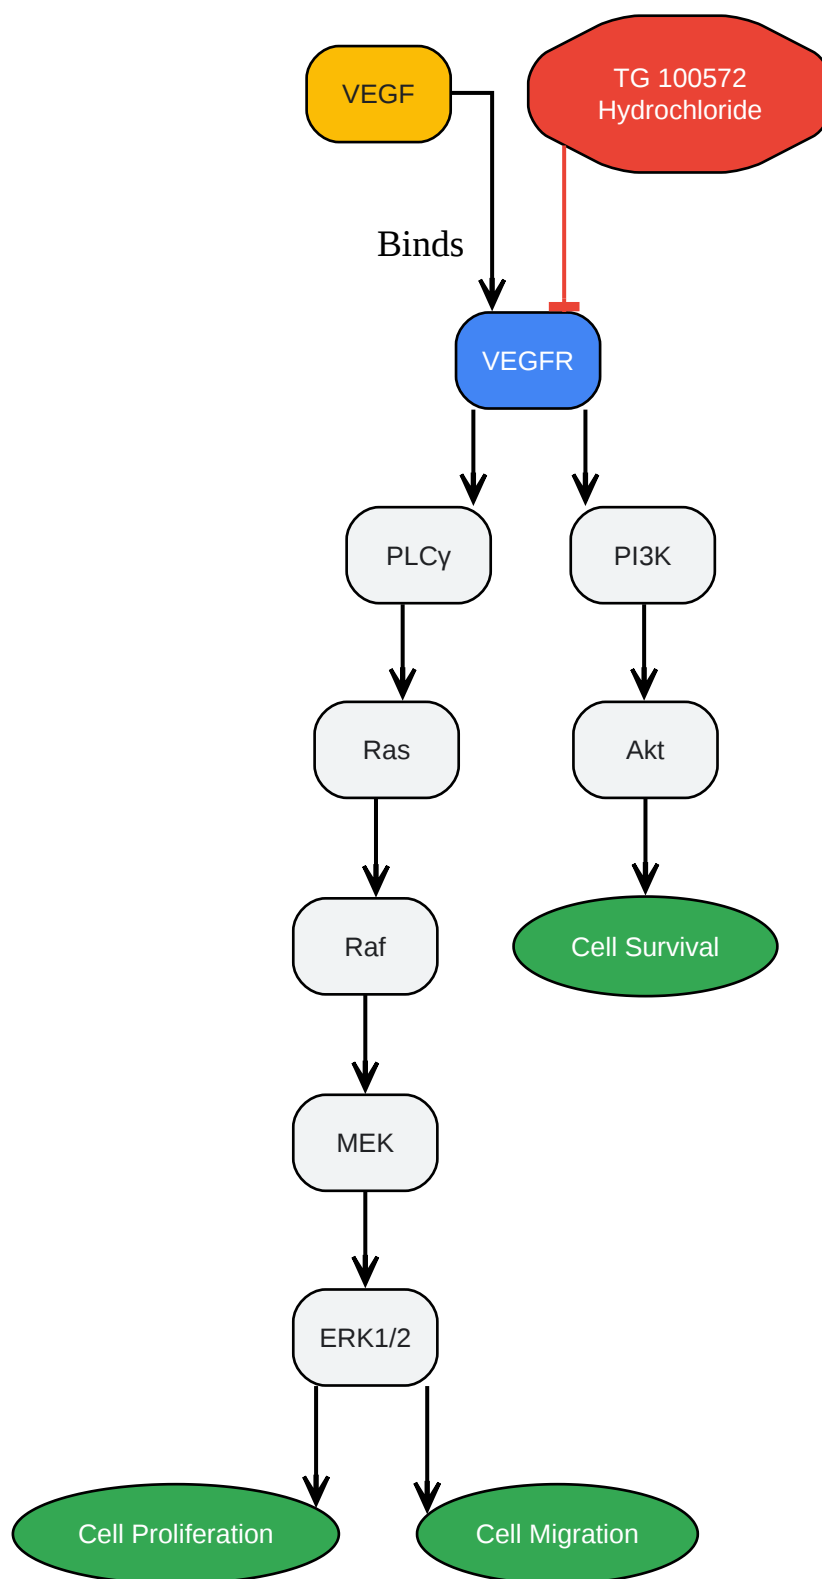 VEGF
TG 100572
Hydrochloride
Binds
VEGFR
PLCγ
PI3K
Ras
Akt
Raf
Cell Survival
MEK
ERK1/2
Cell Proliferation
Cell Migration